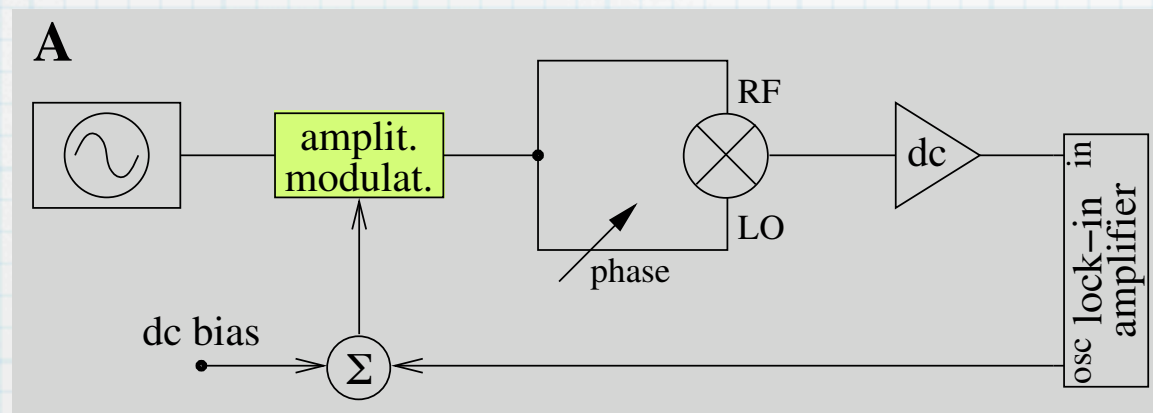 A
RF
amplit.
modulat.
dc
in
lock−in
amplifier
osc
LO
phase
dc bias
Σ